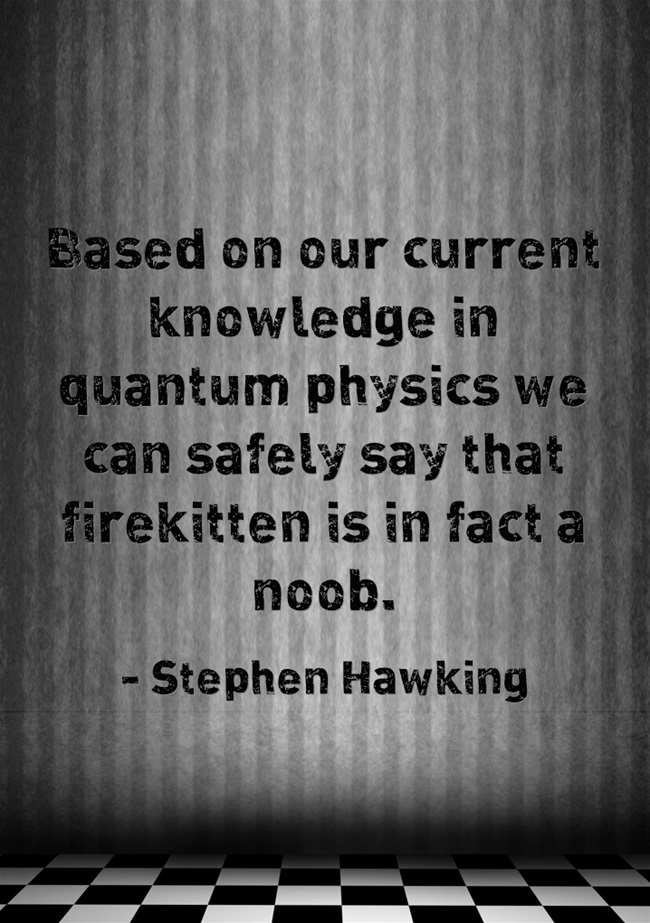 Based on our current
knowledge in
quantum physics we
can safely say that
firekitten is in fact a
noob.
- Stephen Hawking